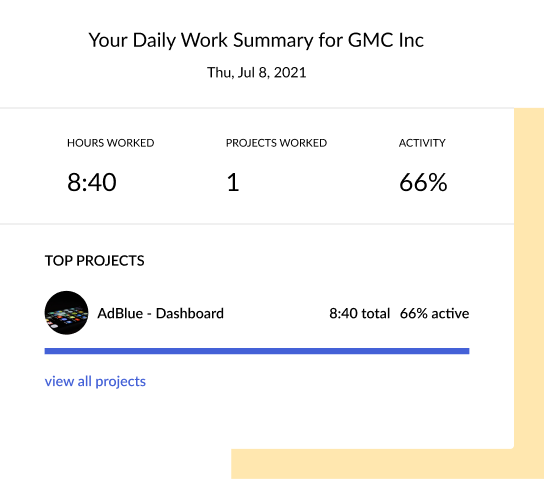 Your Daily Work Summary for GMC Inc
Thu, Jul 8, 2021
HOURS WORKED PROJECTS WORKED ACTIVITY
8:40 1 66%
TOP PROJECTS
AdBlue - Dashboard 8:40 total 66% active
view all projects